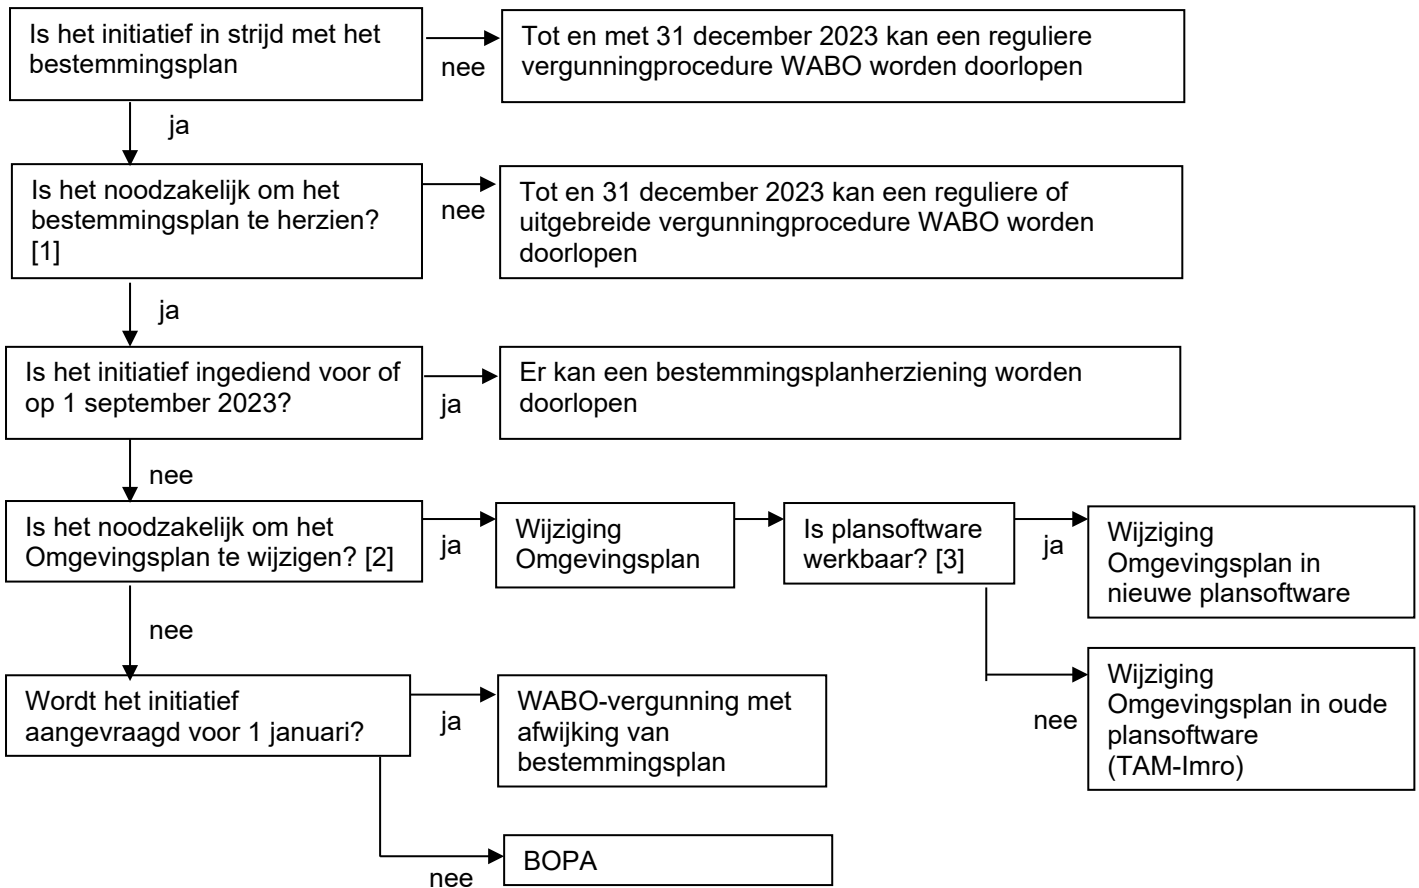 Is het initiatief in strijd met het
bestemmingsplan
nee
Tot en met 31 december 2023 kan een reguliere
vergunningprocedure WABO worden doorlopen
ja
Is het noodzakelijk om het
bestemmingsplan te herzien?
[1]
nee
Tot en 31 december 2023 kan een reguliere of
uitgebreide vergunningprocedure WABO worden
doorlopen
ja
Is het initiatief ingediend voor of
op 1 september 2023?
ja
Er kan een bestemmingsplanherziening worden
doorlopen
nee
Is het noodzakelijk om het
Omgevingsplan te wijzigen? [2]
ja
Wijziging
Omgevingsplan
Is plansoftware
werkbaar? [3]
ja
Wijziging
Omgevingsplan in
nieuwe plansoftware
nee
Wijziging
Omgevingsplan in oude
plansoftware
(TAM-Imro)
nee
Wordt het initiatief
aangevraagd voor 1 januari?
ja
WABO-vergunning met
afwijking van
bestemmingsplan
nee
BOPA